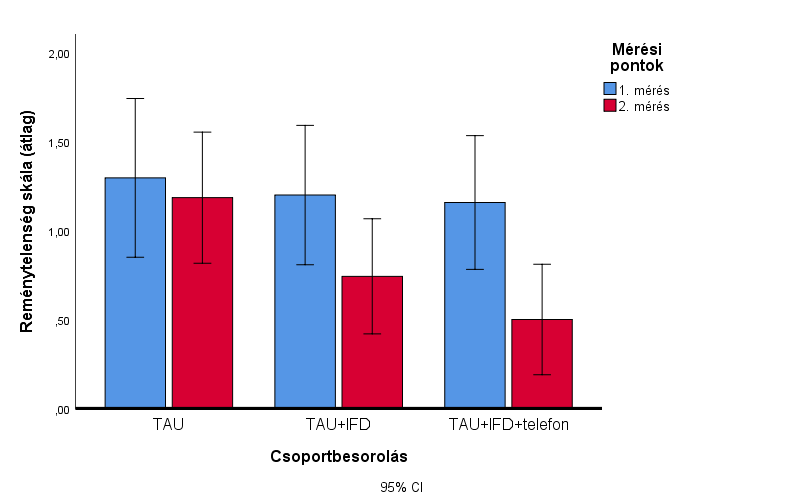 Mérési
pontok
1. mérés
2. mérés
Reménytelenség skála (átlag)
2,00
1,50
1,00
,50
,00
TAU
TAU+IFD
TAU+IFD+telefon
Csoportbesorolás
95% CI